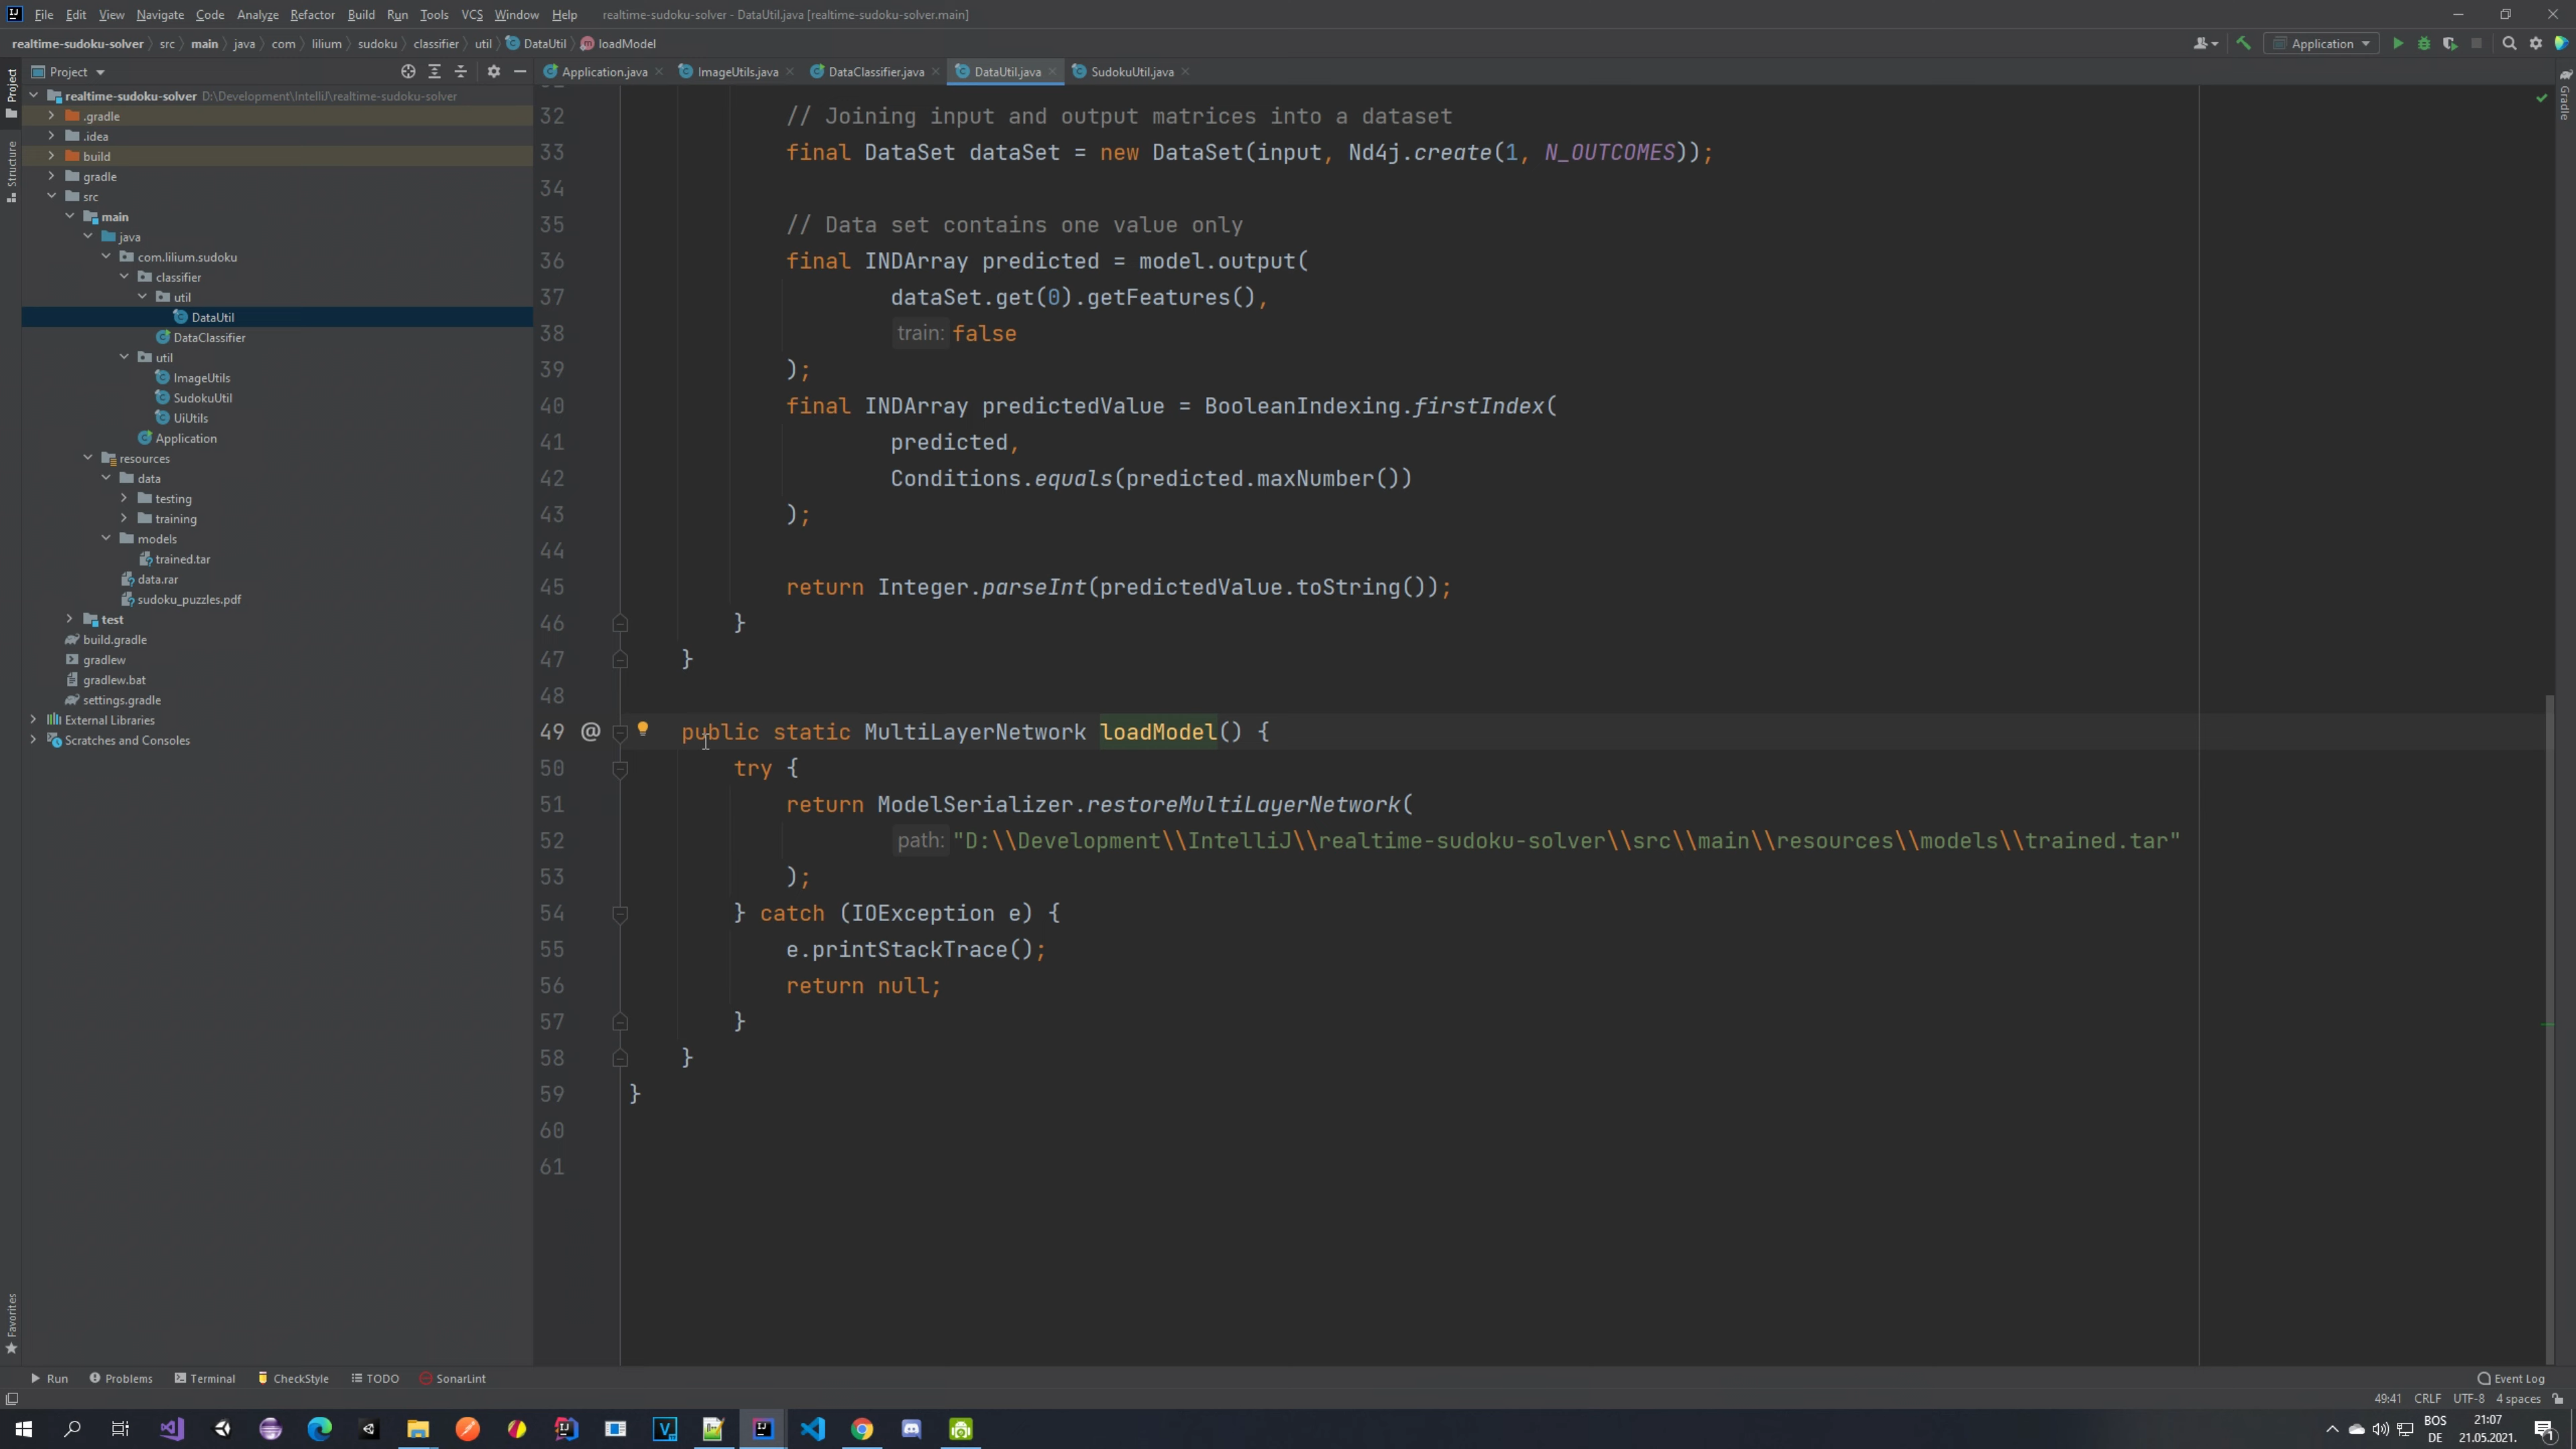 File Edit View Navigate Code Analyze Refactor Build Run Tools VCS Window Help realtime-sudoku-solver - DataUtil.java [realtime-sudoku-solver.main]
realtime-sudoku-solver src main java com lilium sudoku classifier util DataUtil loadModel Application
Project Application.java ImageUtils.java DataClassifier.java DataUtil.java SudokuUtil.java
Project
Structure
Favorites
Gradle
realtime-sudoku-solver D:\Development\IntelliJ\realtime-sudoku-solver
.gradle
.idea
build
gradle
src
main
java
com.lilium.sudoku
classifier
util
DataUtil
DataClassifier
util
ImageUtils
SudokuUtil
UiUtils
Application
resources
data
testing
training
models
trained.tar
data.rar
sudoku_puzzles.pdf
test
build.gradle
gradlew
gradlew.bat
settings.gradle
External Libraries
Scratches and Consoles
32 // Joining input and output matrices into a dataset
33 final DataSet dataSet = new DataSet(input, Nd4j.create(1, N_OUTCOMES));
34
35 // Data set contains one value only
36 final INDArray predicted = model.output(
37 dataSet.get(0).getFeatures(),
38 train: false
39 );
40 final INDArray predictedValue = BooleanIndexing.firstIndex(
41 predicted,
42 Conditions.equals(predicted.maxNumber())
43 );
44
45 return Integer.parseInt(predictedValue.toString());
46 }
47 }
48
49 @ public static MultiLayerNetwork loadModel() {
50 try {
51 return ModelSerializer.restoreMultiLayerNetwork(
52 path: "D:\\Development\\IntelliJ\\realtime-sudoku-solver\\src\\main\\resources\\models\\trained.tar"
53 );
54 } catch (IOException e) {
55 e.printStackTrace();
56 return null;
57 }
58 }
59 }
60
61
Run Problems Terminal CheckStyle TODO SonarLint Event Log
49:41 CRLF UTF-8 4 spaces
BOS 21:07
DE 21.05.2021.